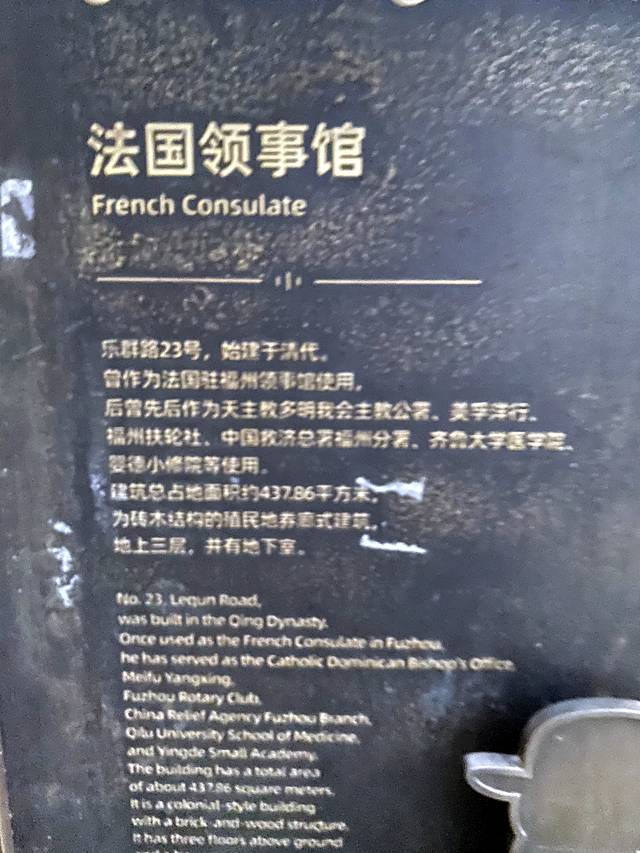 法国领事馆
French Consulate
乐群路23号，始建于清代。
曾作为法国驻福州领事馆使用，
后曾先后作为天主教多明我会主教公署、美孚洋行、
福州扶轮社、中国救济总署福州分署、齐鲁大学医学院、
婴德小修院等使用。
建筑总占地面积约437.86平方米，
为砖木结构的殖民地券廊式建筑，
地上三层，并有地下室。
No. 23, Lequn Road,
was built in the Qing Dynasty.
Once used as the French Consulate in Fuzhou,
he has served as the Catholic Dominican Bishop's Office,
Meifu Yangxing,
Fuzhou Rotary Club,
China Relief Agency Fuzhou Branch,
Qilu University School of Medicine,
and Yingde Small Academy.
The building has a total area
of about 437.86 square meters.
It is a colonial-style building
with a brick-and-wood structure.
It has three floors above ground